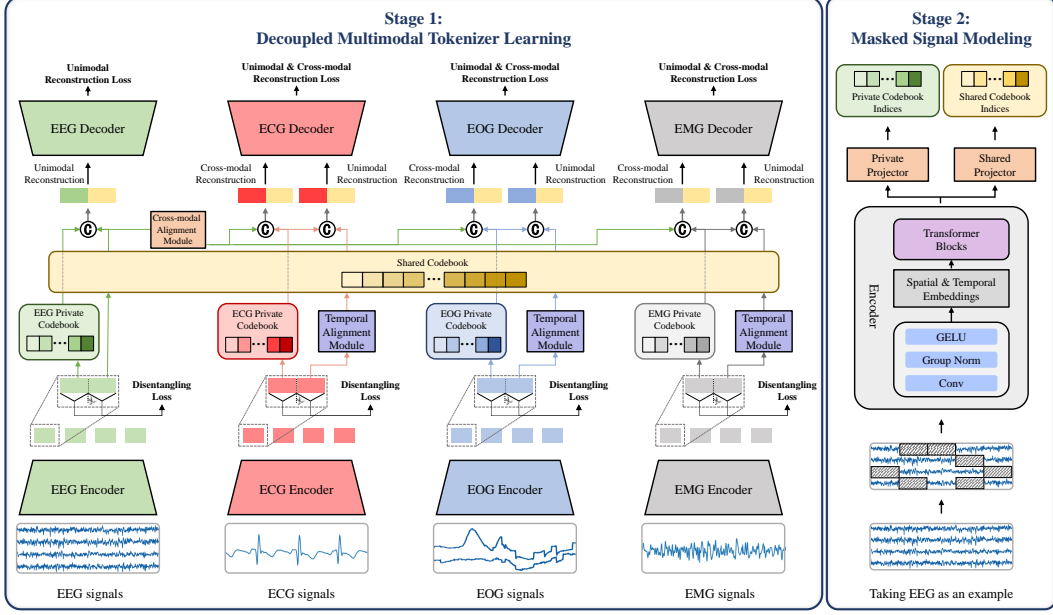 Stage 1:
Decoupled Multimodal Tokenizer Learning
Unimodal
Reconstruction Loss
Unimodal & Cross-modal
Reconstruction Loss
Unimodal & Cross-modal
Reconstruction Loss
Unimodal & Cross-modal
Reconstruction Loss
EEG Decoder
ECG Decoder
EOG Decoder
EMG Decoder
Unimodal
Reconstruction
Cross-modal
Reconstruction
Unimodal
Reconstruction
Cross-modal
Reconstruction
Unimodal
Reconstruction
Cross-modal
Reconstruction
Unimodal
Reconstruction
Cross-modal
Alignment
Module
C
C
C
C
C
C
C
Shared Codebook
EEG Private
Codebook
ECG Private
Codebook
Temporal
Alignment
Module
EOG Private
Codebook
Temporal
Alignment
Module
EMG Private
Codebook
Temporal
Alignment
Module
Disentangling
Loss
Disentangling
Loss
Disentangling
Loss
Disentangling
Loss
EEG Encoder
ECG Encoder
EOG Encoder
EMG Encoder
EEG signals
ECG signals
EOG signals
EMG signals
Stage 2:
Masked Signal Modeling
Private Codebook
Indices
Shared Codebook
Indices
Private
Projector
Shared
Projector
Encoder
Transformer
Blocks
Spatial & Temporal
Embeddings
GELU
Group Norm
Conv
Taking EEG as an example